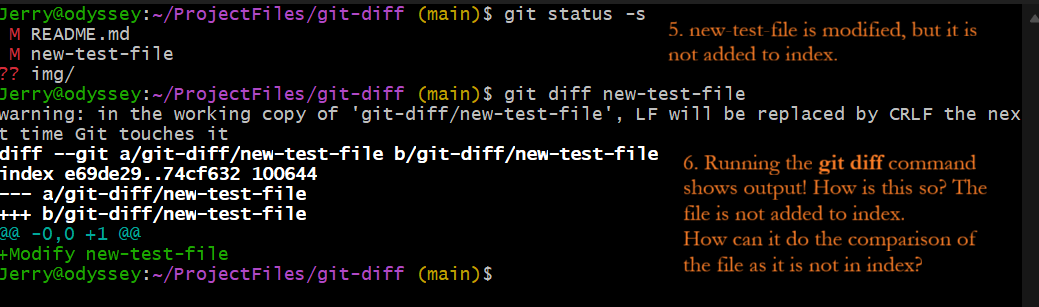 Jerry@odyssey:~/ProjectFiles/git-diff (main)$ git status -s
 M README.md
 M new-test-file
?? img/
Jerry@odyssey:~/ProjectFiles/git-diff (main)$ git diff new-test-file
warning: in the working copy of 'git-diff/new-test-file', LF will be replaced by CRLF the nex
t time Git touches it
diff --git a/git-diff/new-test-file b/git-diff/new-test-file
index e69de29..74cf632 100644
--- a/git-diff/new-test-file
+++ b/git-diff/new-test-file
@@ -0,0 +1 @@
+Modify new-test-file
Jerry@odyssey:~/ProjectFiles/git-diff (main)$
5. new-test-file is modified, but it is
not added to index.
6. Running the git diff command
shows output! How is this so? The
file is not added to index.
How can it do the comparison of
the file as it is not in index?